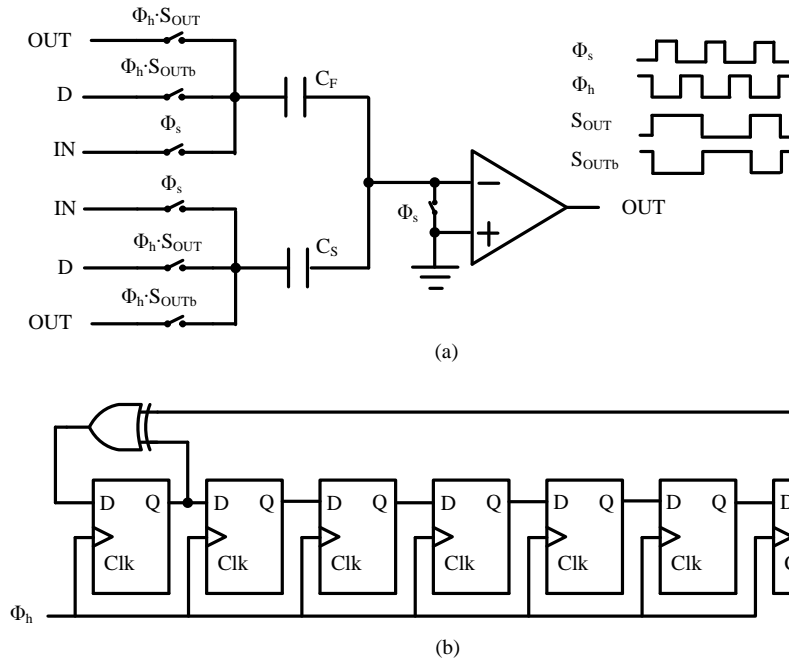 OUT
Φh·SOUT
D
Φh·SOUTb
IN
Φs
CF
IN
Φs
D
Φh·SOUT
CS
OUT
Φh·SOUTb
Φs
−
+
OUT
Φs
Φh
SOUT
SOUTb
(a)
D Q
Clk
D Q
Clk
D Q
Clk
D Q
Clk
D Q
Clk
D Q
Clk
Φh
(b)